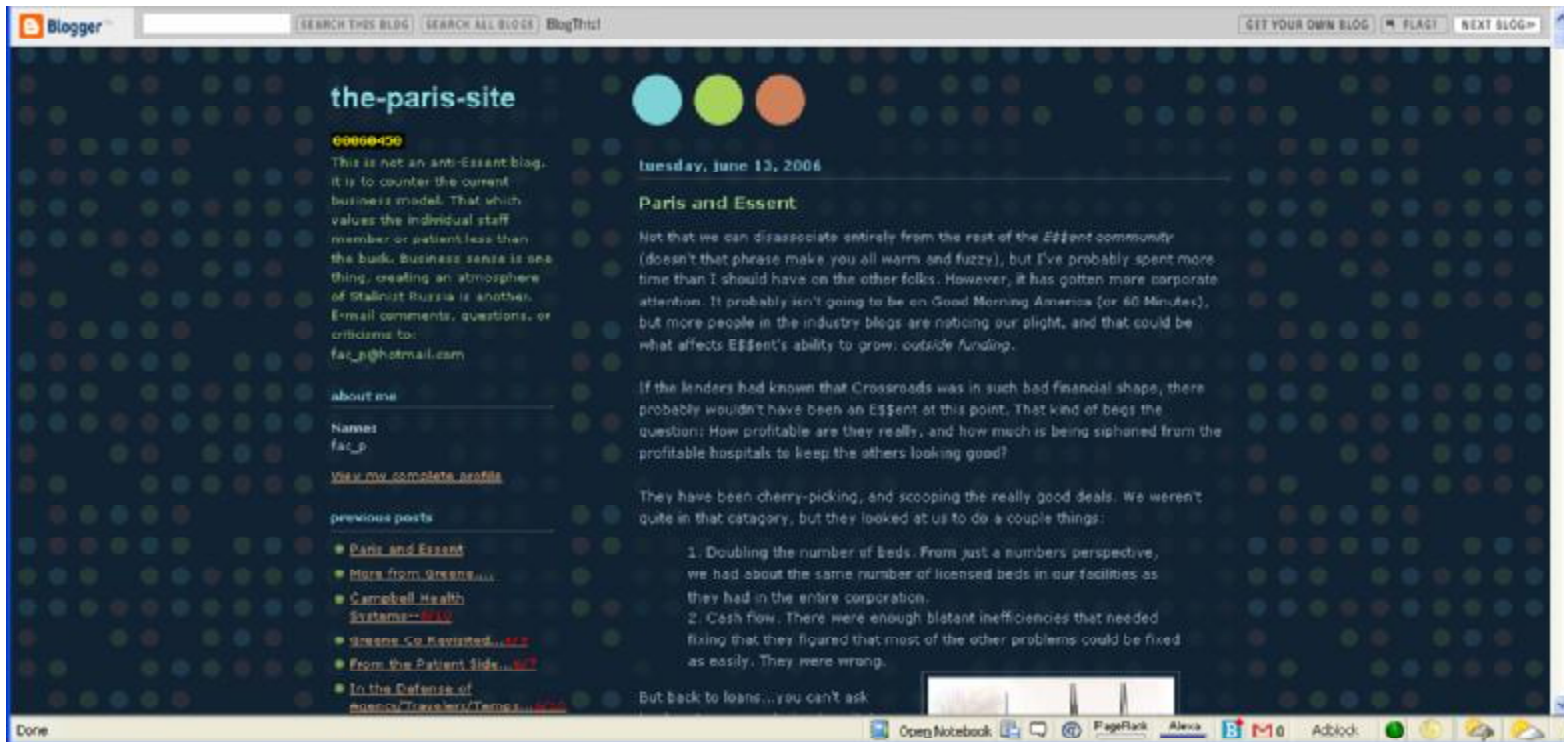 Blogger
SEARCH THIS BLOG
SEARCH ALL BLOGS
BlogThis!
GET YOUR OWN BLOG
FLAG?
NEXT BLOG»
the-paris-site
00060450
This is not an anti-Essent blog,
it is to counter the current
business model. That which
values the individual staff
member or patient less than
the buck. Business sense is one
thing, creating an atmosphere
of Stalinist Russia is another.
E-mail comments, questions, or
criticisms to:
fac_p@hotmail.com
about me
Name:
fac_p
View my complete profile
previous posts
Paris and Essent
More from Greene....
Campbell Health
Systems--6/10
Greene Co Revisited...
From the Patient Side...6/7
In the Defense of
Agency/Travelers/Temps...
tuesday, june 13, 2006
Paris and Essent
Not that we can disassociate entirely from the rest of the E$$ent community
(doesn't that phrase make you all warm and fuzzy), but I've probably spent more
time than I should have on the other folks. However, it has gotten more corporate
attention. It probably isn't going to be on Good Morning America (or 60 Minutes),
but more people in the industry blogs are noticing our plight, and that could be
what affects E$$ent's ability to grow: outside funding.
If the lenders had known that Crossroads was in such bad financial shape, there
probably wouldn't have been an E$$ent at this point. That kind of begs the
question: How profitable are they really, and how much is being siphoned from the
profitable hospitals to keep the others looking good?
They have been cherry-picking, and scooping the really good deals. We weren't
quite in that catagory, but they looked at us to do a couple things:
1. Doubling the number of beds. From just a numbers perspective,
we had about the same number of licensed beds in our facilities as
they had in the entire corporation.
2. Cash flow. There were enough blatant inefficiencies that needed
fixing that they figured that most of the other problems could be fixed
as easily. They were wrong.
But back to loans...you can't ask
Done
Open Notebook
PageRank
Alexa
0
Adblock